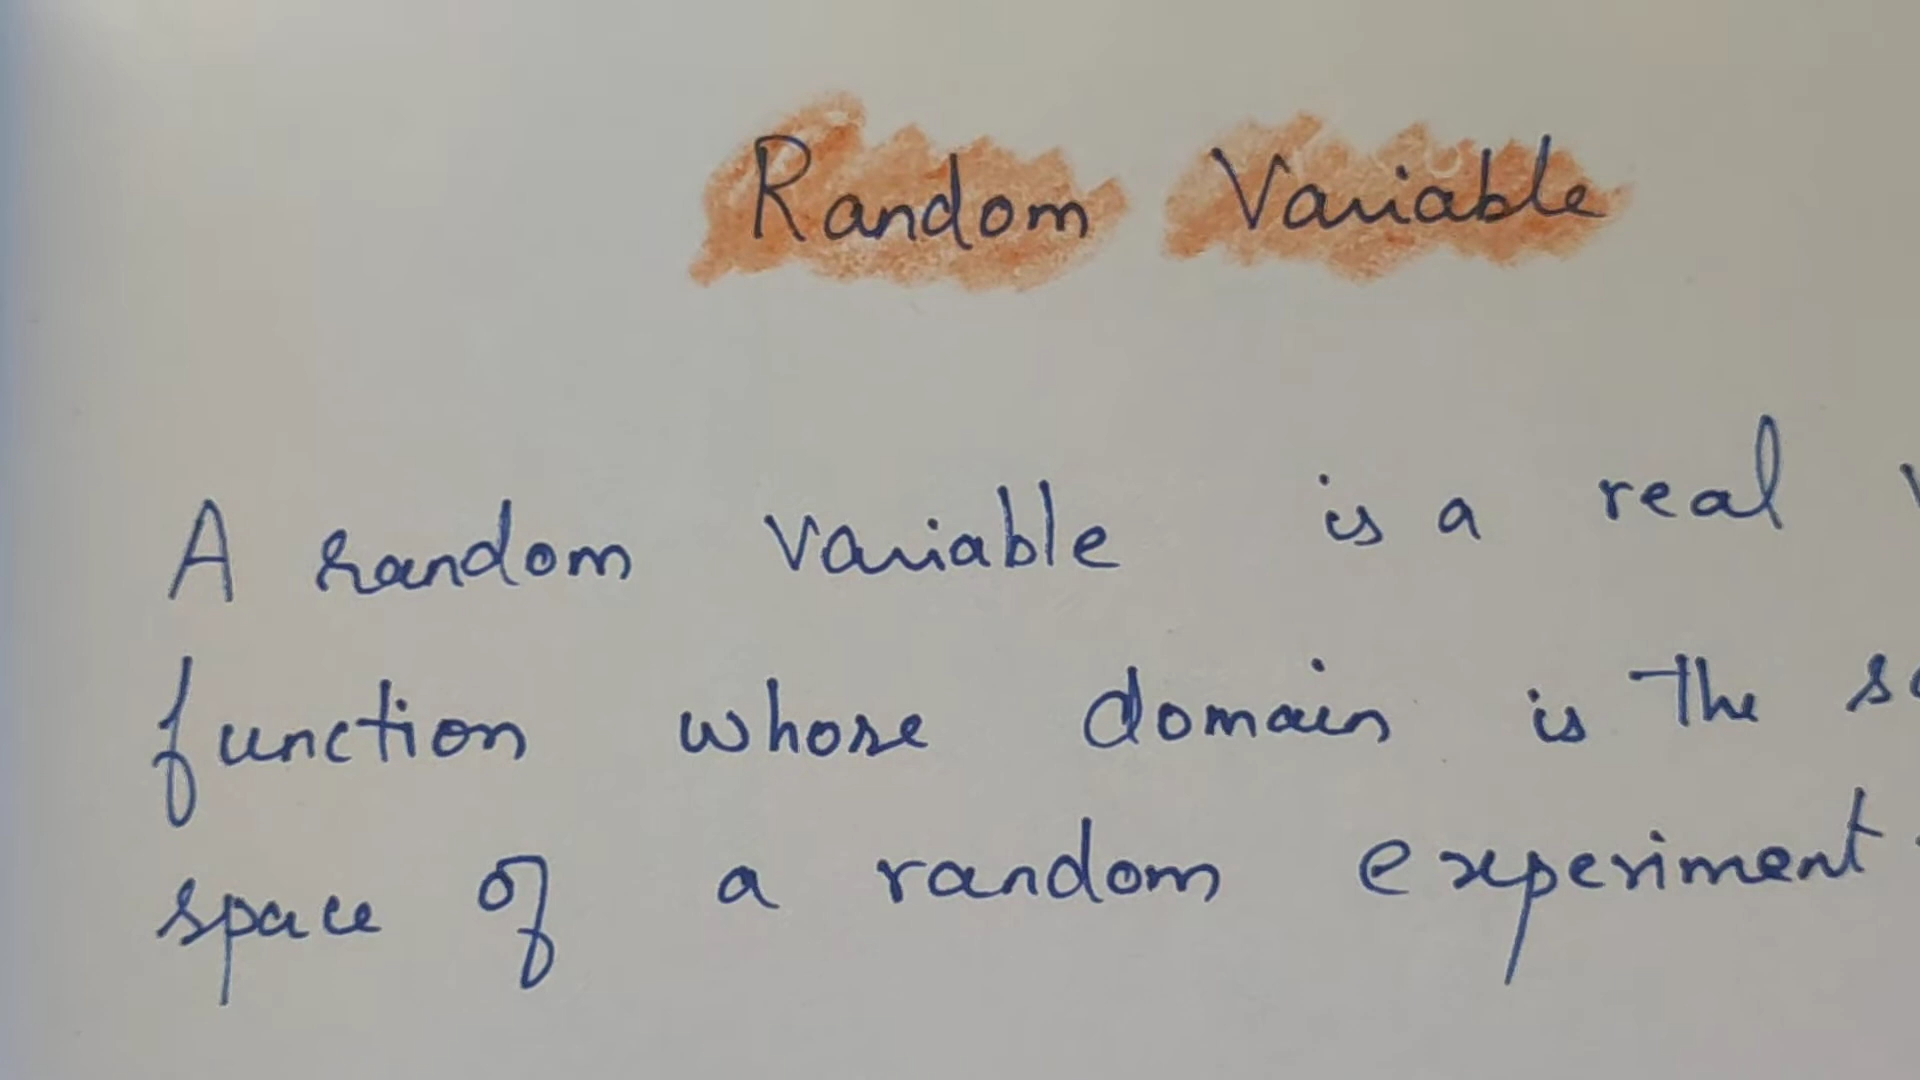 Random Variable
A random variable is a real
function whose domain is the
space of a random experiment.